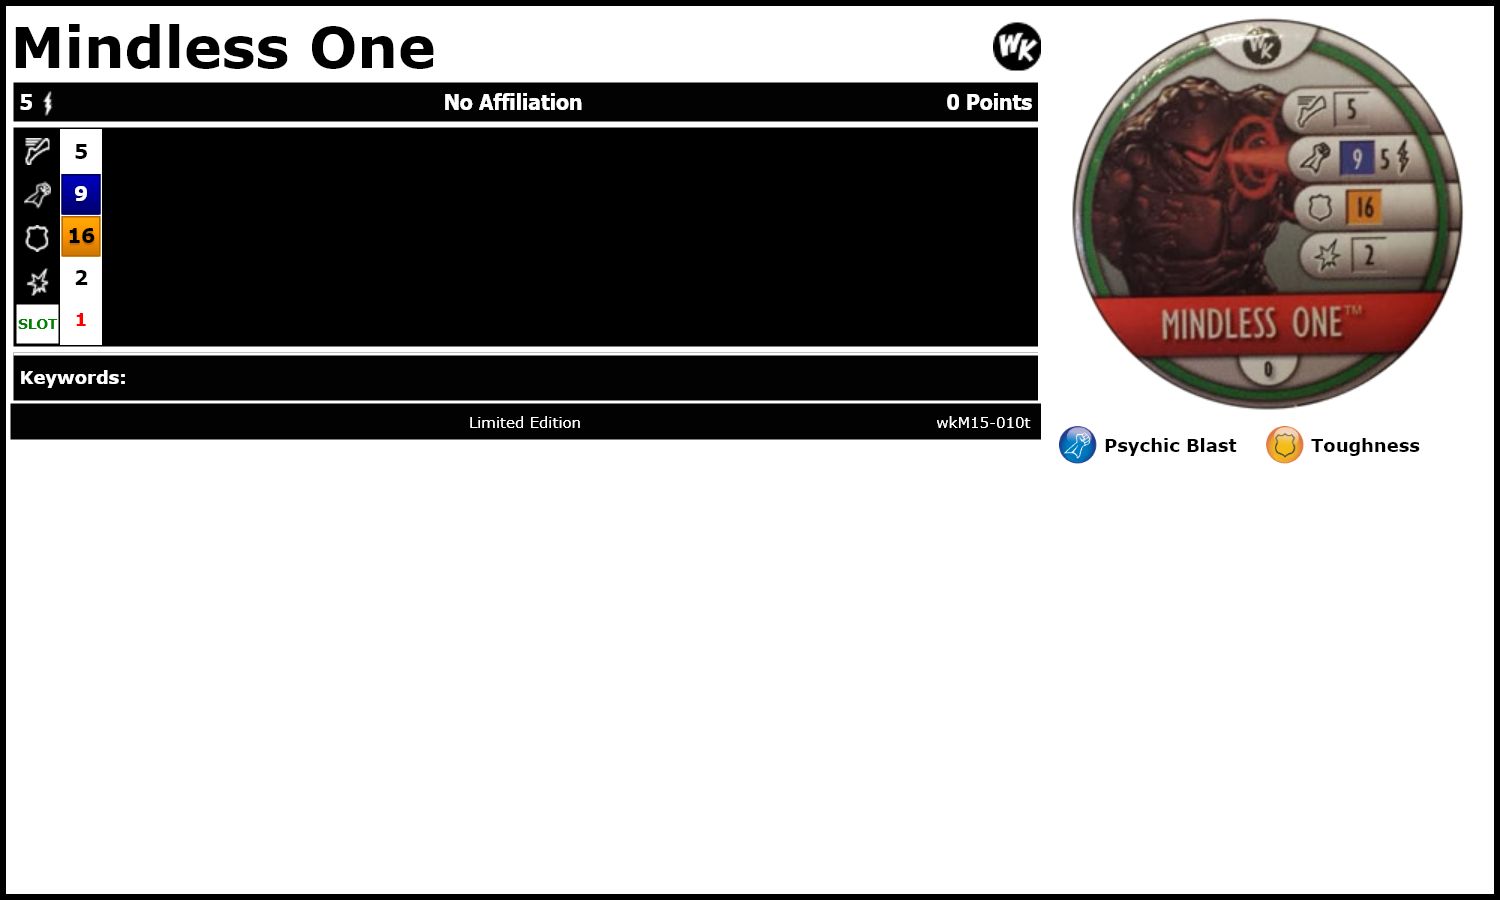 Mindless One
WK
5 No Affiliation 0 Points
5
9
16
2
SLOT 1
Keywords:
Limited Edition wkM15-010t
WK
5
9 5
16
2
MINDLESS ONE™
0
Psychic Blast Toughness